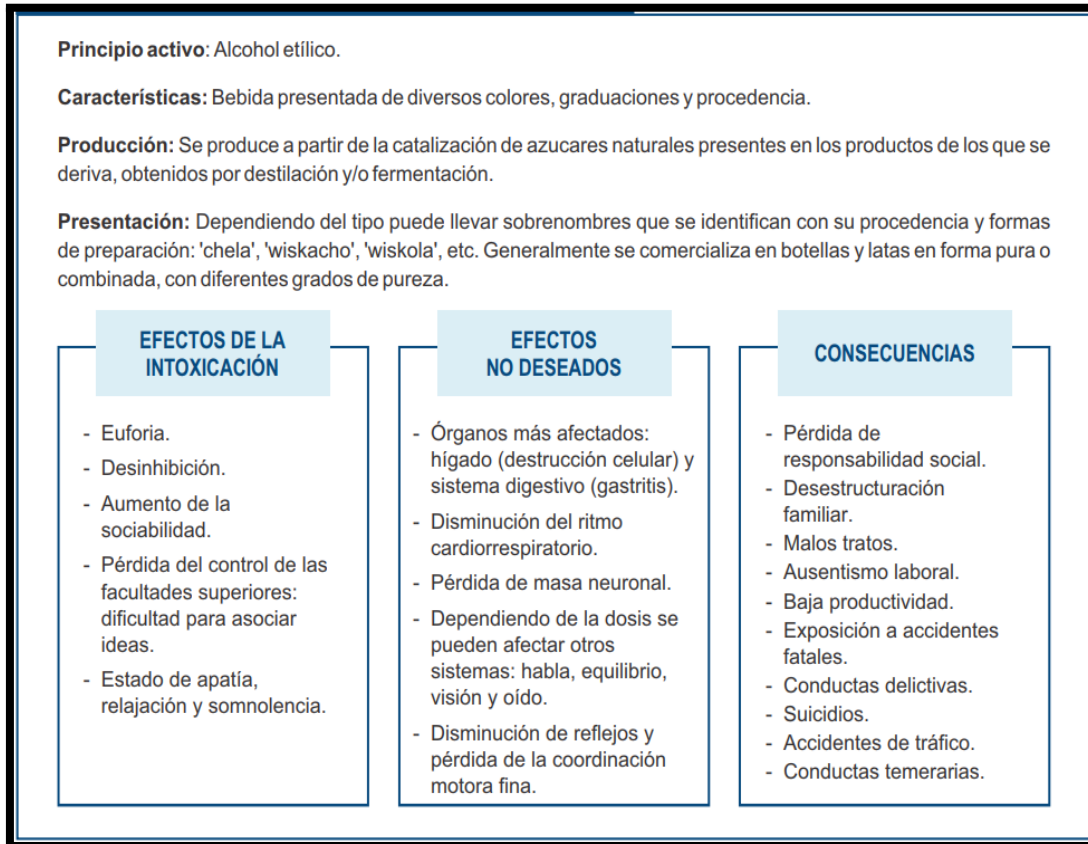 Principio activo: Alcohol etílico.
Características: Bebida presentada de diversos colores, graduaciones y procedencia.
Producción: Se produce a partir de la catalización de azucares naturales presentes en los productos de los que se
deriva, obtenidos por destilación y/o fermentación.
Presentación: Dependiendo del tipo puede llevar sobrenombres que se identifican con su procedencia y formas
de preparación: 'chela', 'wiskacho', 'wiskola', etc. Generalmente se comercializa en botellas y latas en forma pura o
combinada, con diferentes grados de pureza.
EFECTOS DE LA
INTOXICACIÓN
- Euforia.
- Desinhibición.
- Aumento de la
sociabilidad.
- Pérdida del control de las
facultades superiores:
dificultad para asociar
ideas.
- Estado de apatía,
relajación y somnolencia.
EFECTOS
NO DESEADOS
- Órganos más afectados:
hígado (destrucción celular) y
sistema digestivo (gastritis).
- Disminución del ritmo
cardiorrespiratorio.
- Pérdida de masa neuronal.
- Dependiendo de la dosis se
pueden afectar otros
sistemas: habla, equilibrio,
visión y oído.
- Disminución de reflejos y
pérdida de la coordinación
motora fina.
CONSECUENCIAS
- Pérdida de
responsabilidad social.
- Desestructuración
familiar.
- Malos tratos.
- Ausentismo laboral.
- Baja productividad.
- Exposición a accidentes
fatales.
- Conductas delictivas.
- Suicidios.
- Accidentes de tráfico.
- Conductas temerarias.